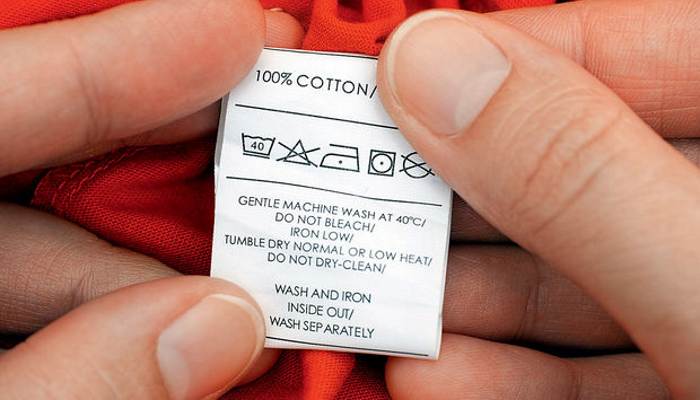 100% COTTON/
40
GENTLE MACHINE WASH AT 40°C/
DO NOT BLEACH/
IRON LOW/
TUMBLE DRY NORMAL OR LOW HEAT/
DO NOT DRY-CLEAN/
WASH AND IRON
INSIDE OUT/
WASH SEPARATELY